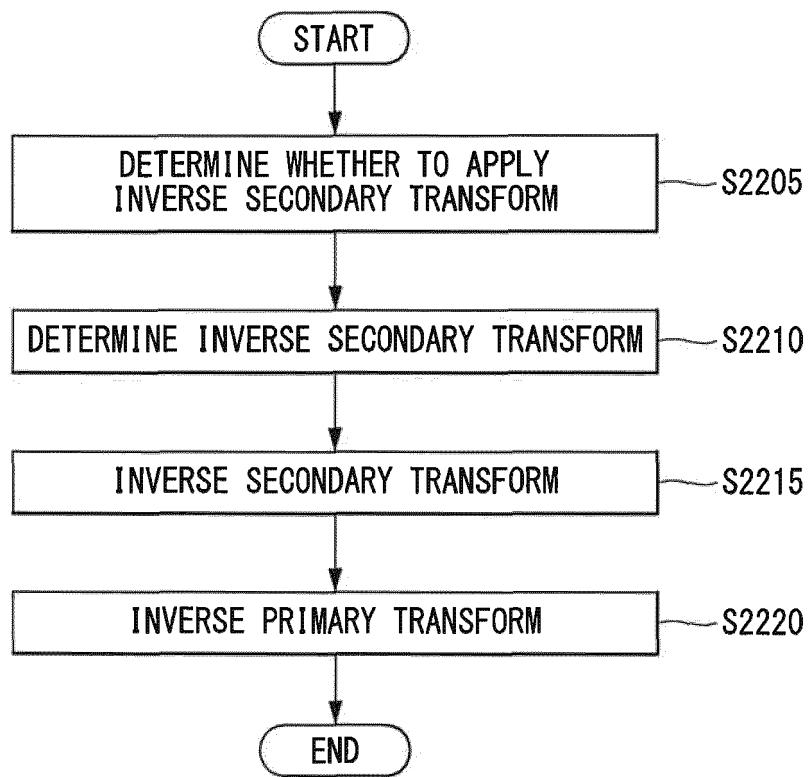 START
DETERMINE WHETHER TO APPLY
INVERSE SECONDARY TRANSFORM
S2205
DETERMINE INVERSE SECONDARY TRANSFORM
S2210
INVERSE SECONDARY TRANSFORM
S2215
INVERSE PRIMARY TRANSFORM
S2220
END